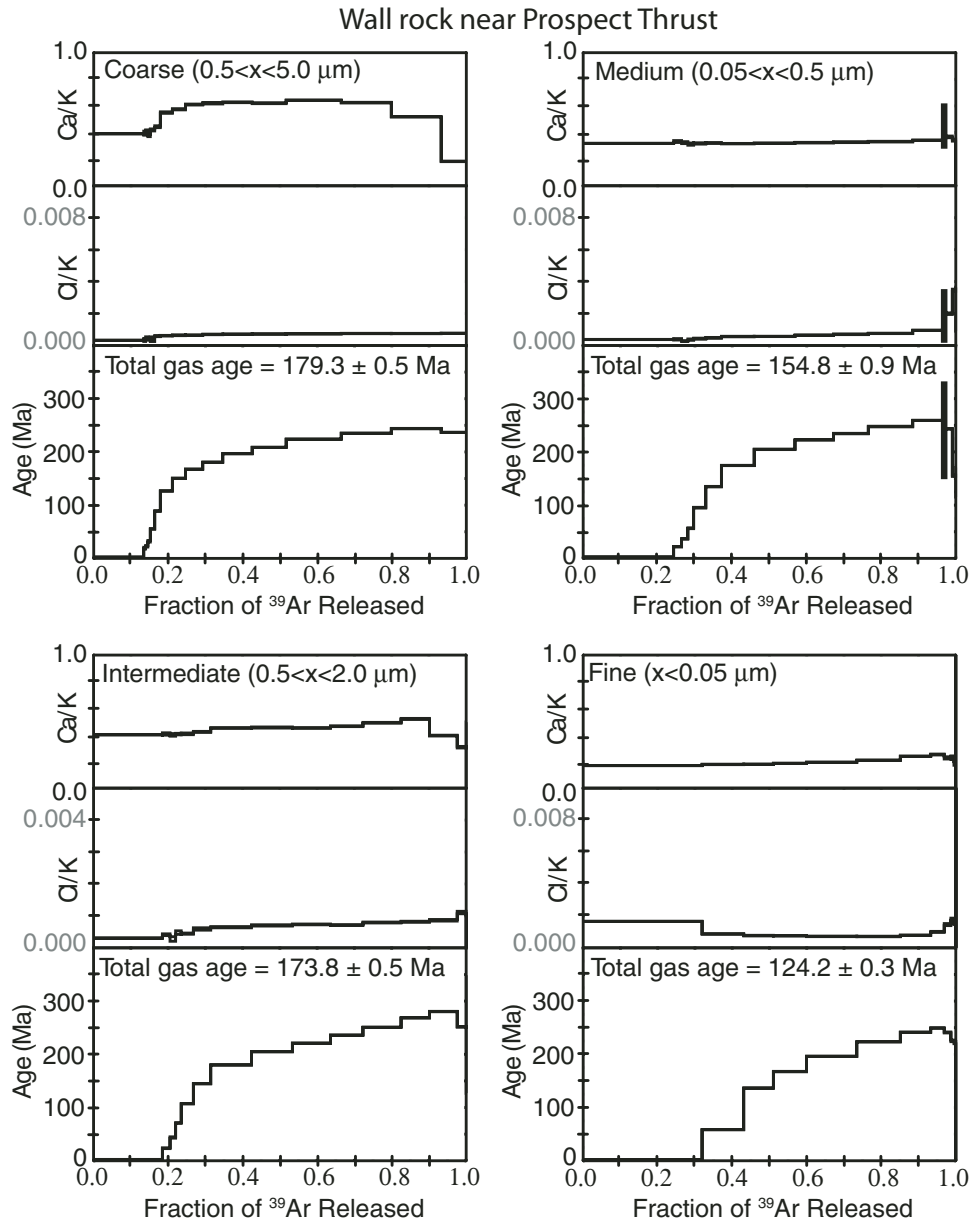 Wall rock near Prospect Thrust
1.0
Coarse (0.5<x<5.0 μm)
Ca/K
0.0
0.008
Cl/K
0.000
Total gas age = 179.3 ± 0.5 Ma
300
200
100
0
Age (Ma)
0.0 0.2 0.4 0.6 0.8 1.0
Fraction of ³⁹Ar Released
1.0
Medium (0.05<x<0.5 μm)
Ca/K
0.0
0.008
Cl/K
0.000
Total gas age = 154.8 ± 0.9 Ma
300
200
100
0
Age (Ma)
0.0 0.2 0.4 0.6 0.8 1.0
Fraction of ³⁹Ar Released
1.0
Intermediate (0.5<x<2.0 μm)
Ca/K
0.0
0.004
Cl/K
0.000
Total gas age = 173.8 ± 0.5 Ma
300
200
100
0
Age (Ma)
0.0 0.2 0.4 0.6 0.8 1.0
Fraction of ³⁹Ar Released
1.0
Fine (x<0.05 μm)
Ca/K
0.0
0.008
Cl/K
0.000
Total gas age = 124.2 ± 0.3 Ma
300
200
100
0
Age (Ma)
0.0 0.2 0.4 0.6 0.8 1.0
Fraction of ³⁹Ar Released